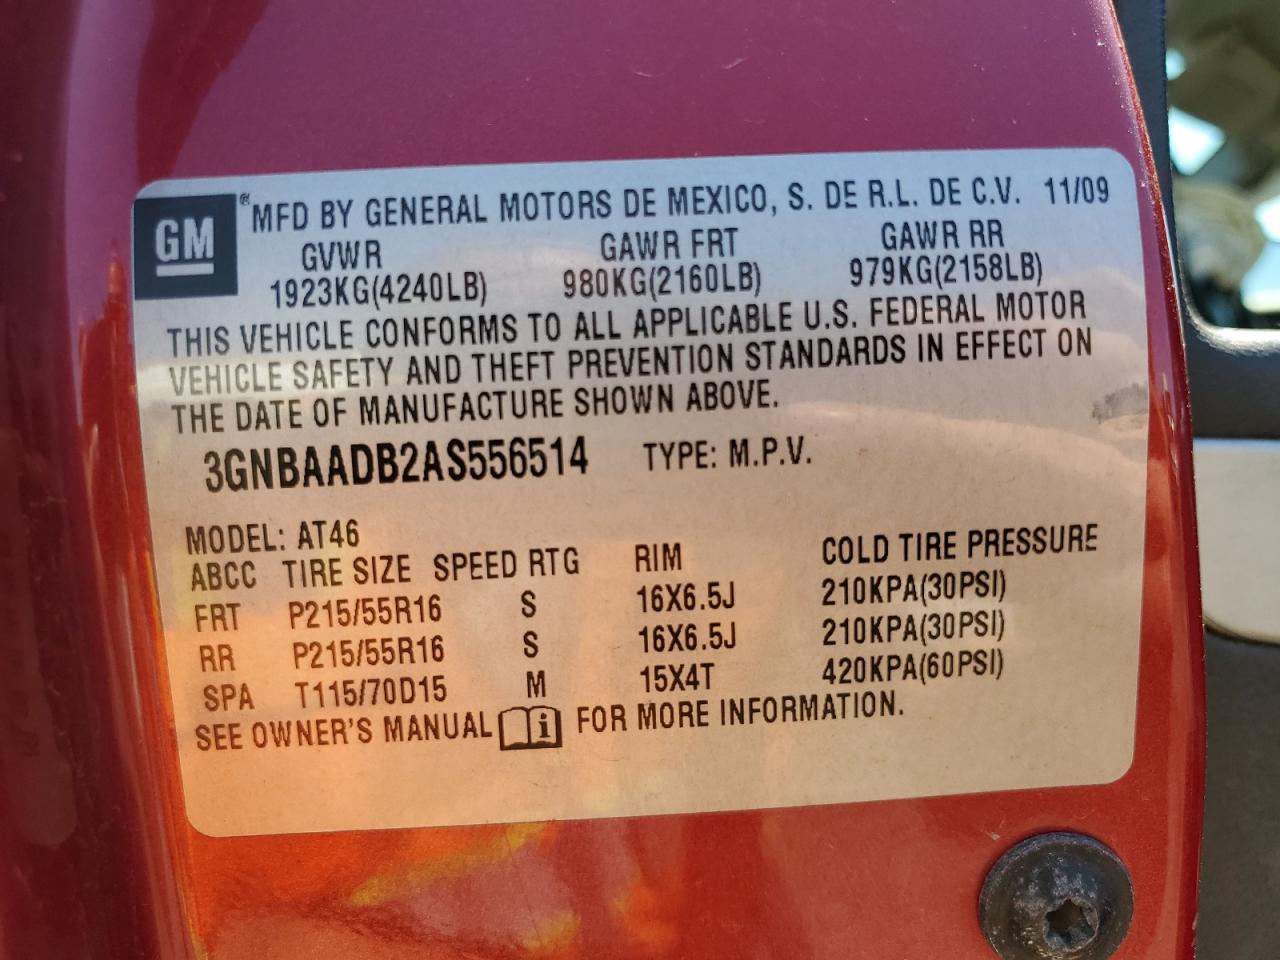 GM ® MFD BY GENERAL MOTORS DE MEXICO, S. DE R.L. DE C.V. 11/09
GVWR GAWR FRT GAWR RR
1923KG(4240LB) 980KG(2160LB) 979KG(2158LB)
THIS VEHICLE CONFORMS TO ALL APPLICABLE U.S. FEDERAL MOTOR
VEHICLE SAFETY AND THEFT PREVENTION STANDARDS IN EFFECT ON
THE DATE OF MANUFACTURE SHOWN ABOVE.
3GNBAADB2AS556514 TYPE: M.P.V.
MODEL: AT46
ABCC TIRE SIZE SPEED RTG RIM COLD TIRE PRESSURE
FRT P215/55R16 S 16X6.5J 210KPA(30PSI)
RR P215/55R16 S 16X6.5J 210KPA(30PSI)
SPA T115/70D15 M 15X4T 420KPA(60PSI)
SEE OWNER'S MANUAL i FOR MORE INFORMATION.